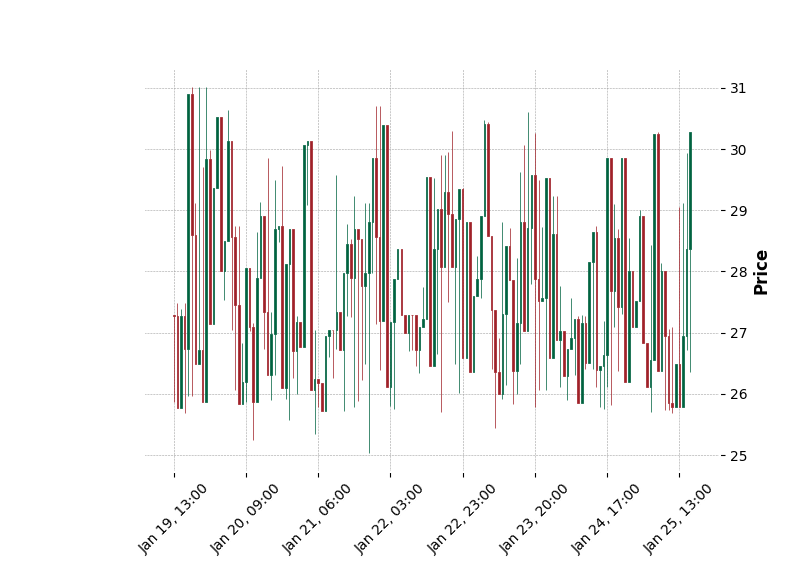 31
30
29
28
27
26
25
Price
Jan 19, 13:00
Jan 20, 09:00
Jan 21, 06:00
Jan 22, 03:00
Jan 22, 23:00
Jan 23, 20:00
Jan 24, 17:00
Jan 25, 13:00